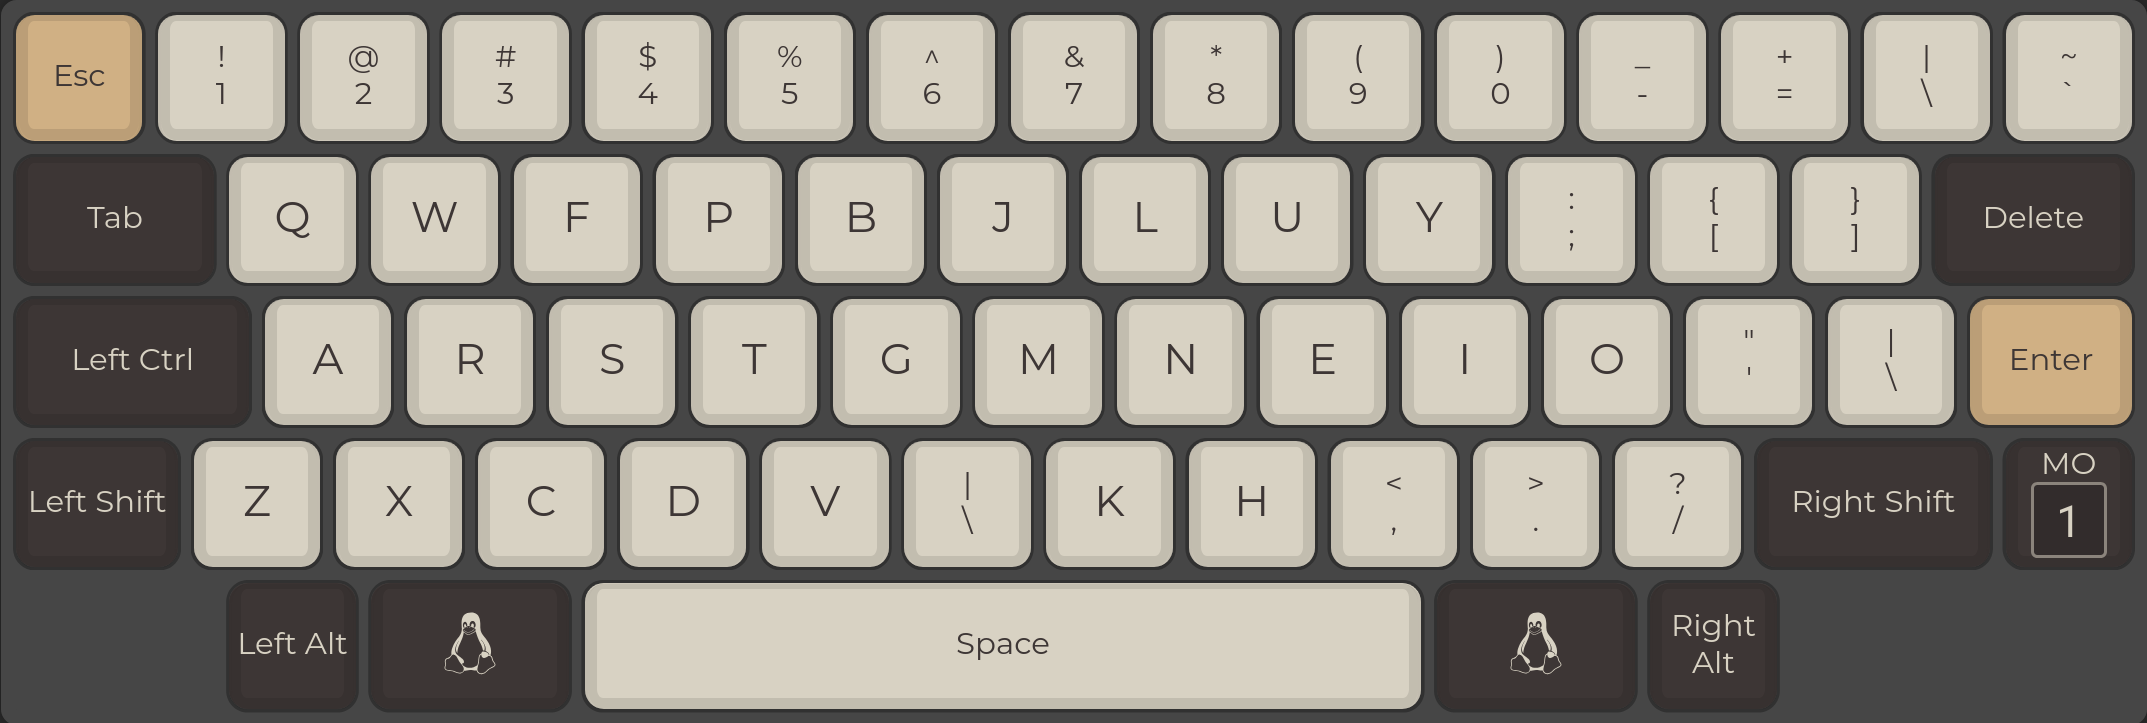 Esc
!
1
@
2
#
3
$
4
%
5
^
6
&
7
*
8
(
9
)
0
_
-
+
=
|
\
~
`
Tab
Q
W
F
P
B
J
L
U
Y
:
;
{
[
}
]
Delete
Left Ctrl
A
R
S
T
G
M
N
E
I
O
"
'
|
\
Enter
Left Shift
Z
X
C
D
V
|
\
K
H
<
,
>
.
?
/
Right Shift
MO
1
Left Alt
Space
Right
Alt